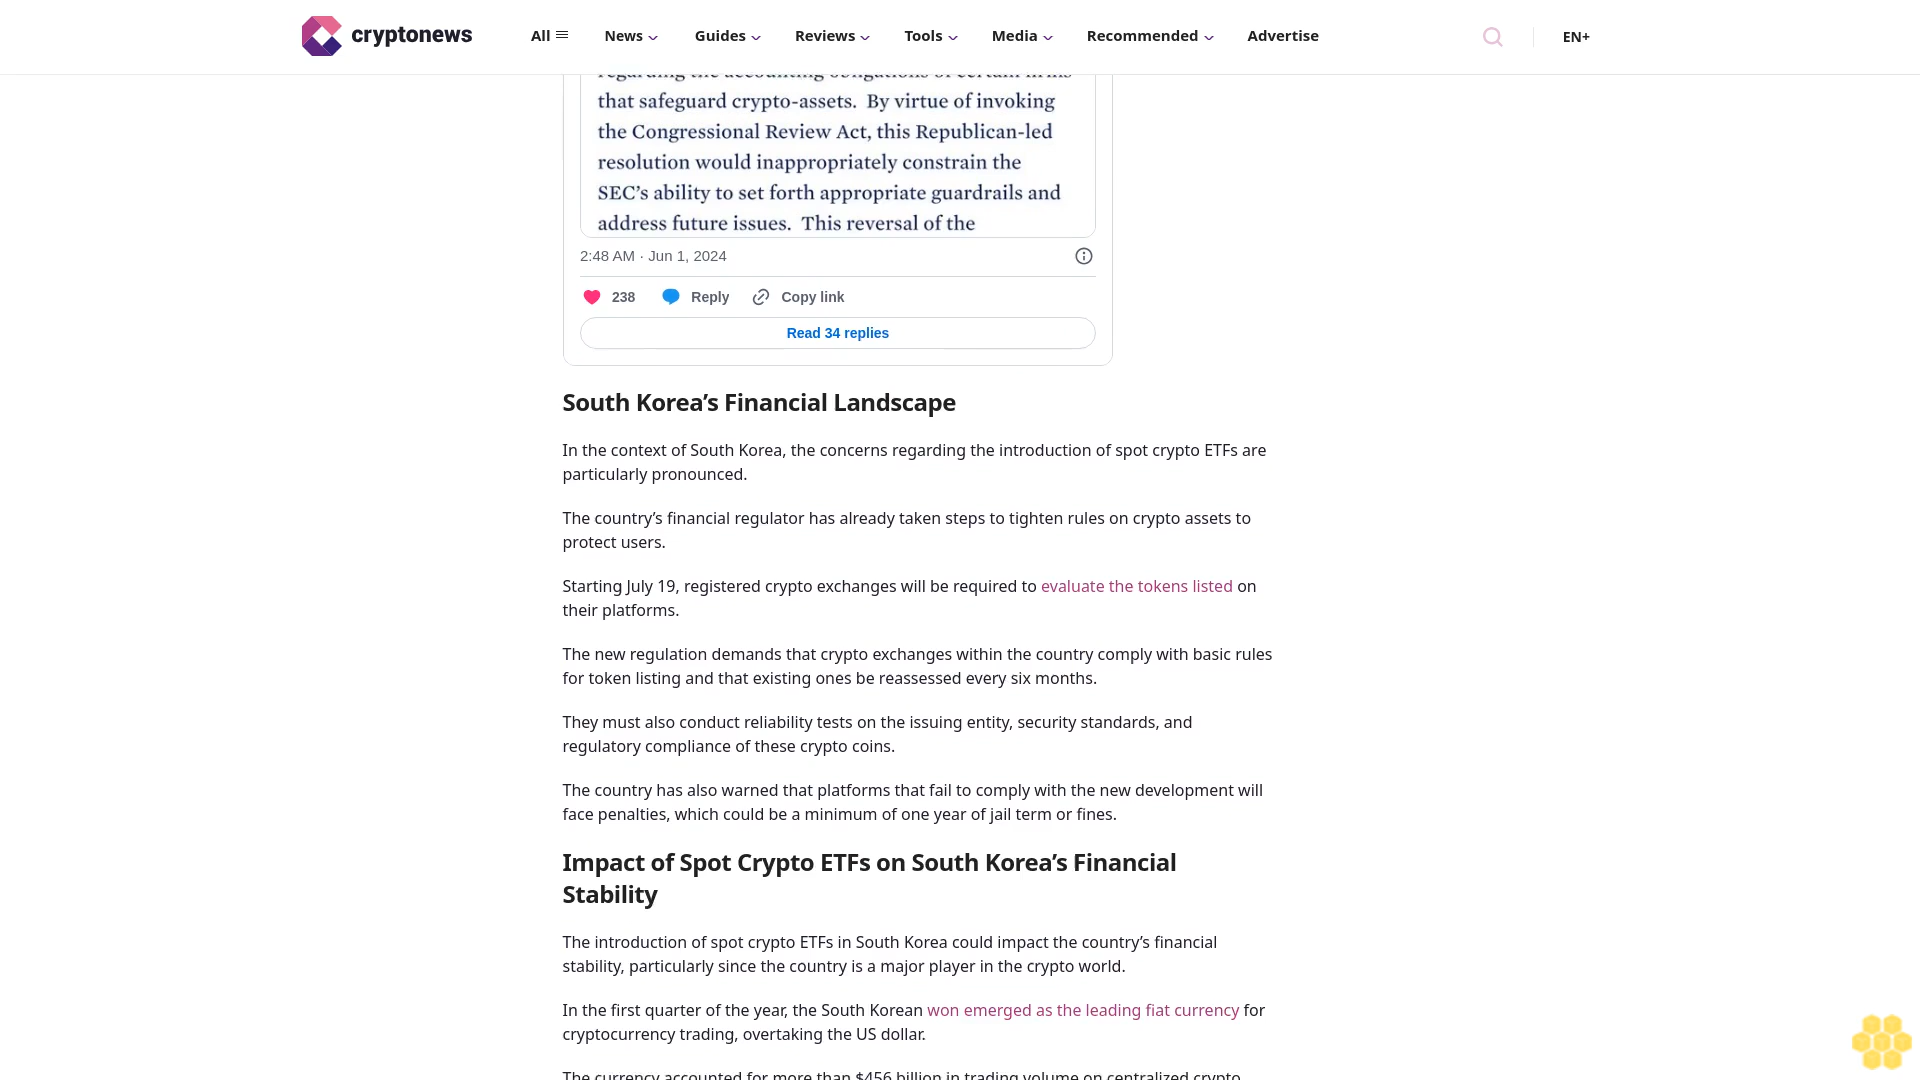 cryptonews
All
News
Guides
Reviews
Tools
Media
Recommended
Advertise
EN+
regarding the accounting obligations of certain firms
that safeguard crypto-assets. By virtue of invoking
the Congressional Review Act, this Republican-led
resolution would inappropriately constrain the
SEC’s ability to set forth appropriate guardrails and
address future issues. This reversal of the
2:48 AM · Jun 1, 2024
238
Reply
Copy link
Read 34 replies
South Korea’s Financial Landscape
In the context of South Korea, the concerns regarding the introduction of spot crypto ETFs are
particularly pronounced.
The country’s financial regulator has already taken steps to tighten rules on crypto assets to
protect users.
Starting July 19, registered crypto exchanges will be required to evaluate the tokens listed on
their platforms.
The new regulation demands that crypto exchanges within the country comply with basic rules
for token listing and that existing ones be reassessed every six months.
They must also conduct reliability tests on the issuing entity, security standards, and
regulatory compliance of these crypto coins.
The country has also warned that platforms that fail to comply with the new development will
face penalties, which could be a minimum of one year of jail term or fines.
Impact of Spot Crypto ETFs on South Korea’s Financial
Stability
The introduction of spot crypto ETFs in South Korea could impact the country’s financial
stability, particularly since the country is a major player in the crypto world.
In the first quarter of the year, the South Korean won emerged as the leading fiat currency for
cryptocurrency trading, overtaking the US dollar.
The currency accounted for more than $456 billion in trading volume on centralized crypto